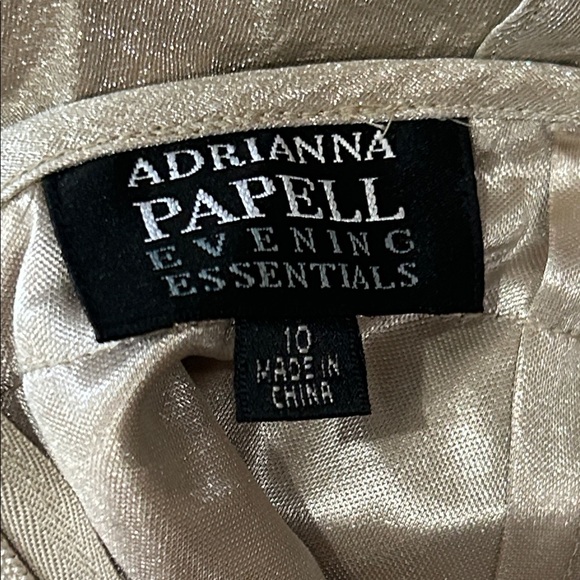 ADRIANNA
PAPELL
EVENING
ESSENTIALS
10
MADE IN
CHINA